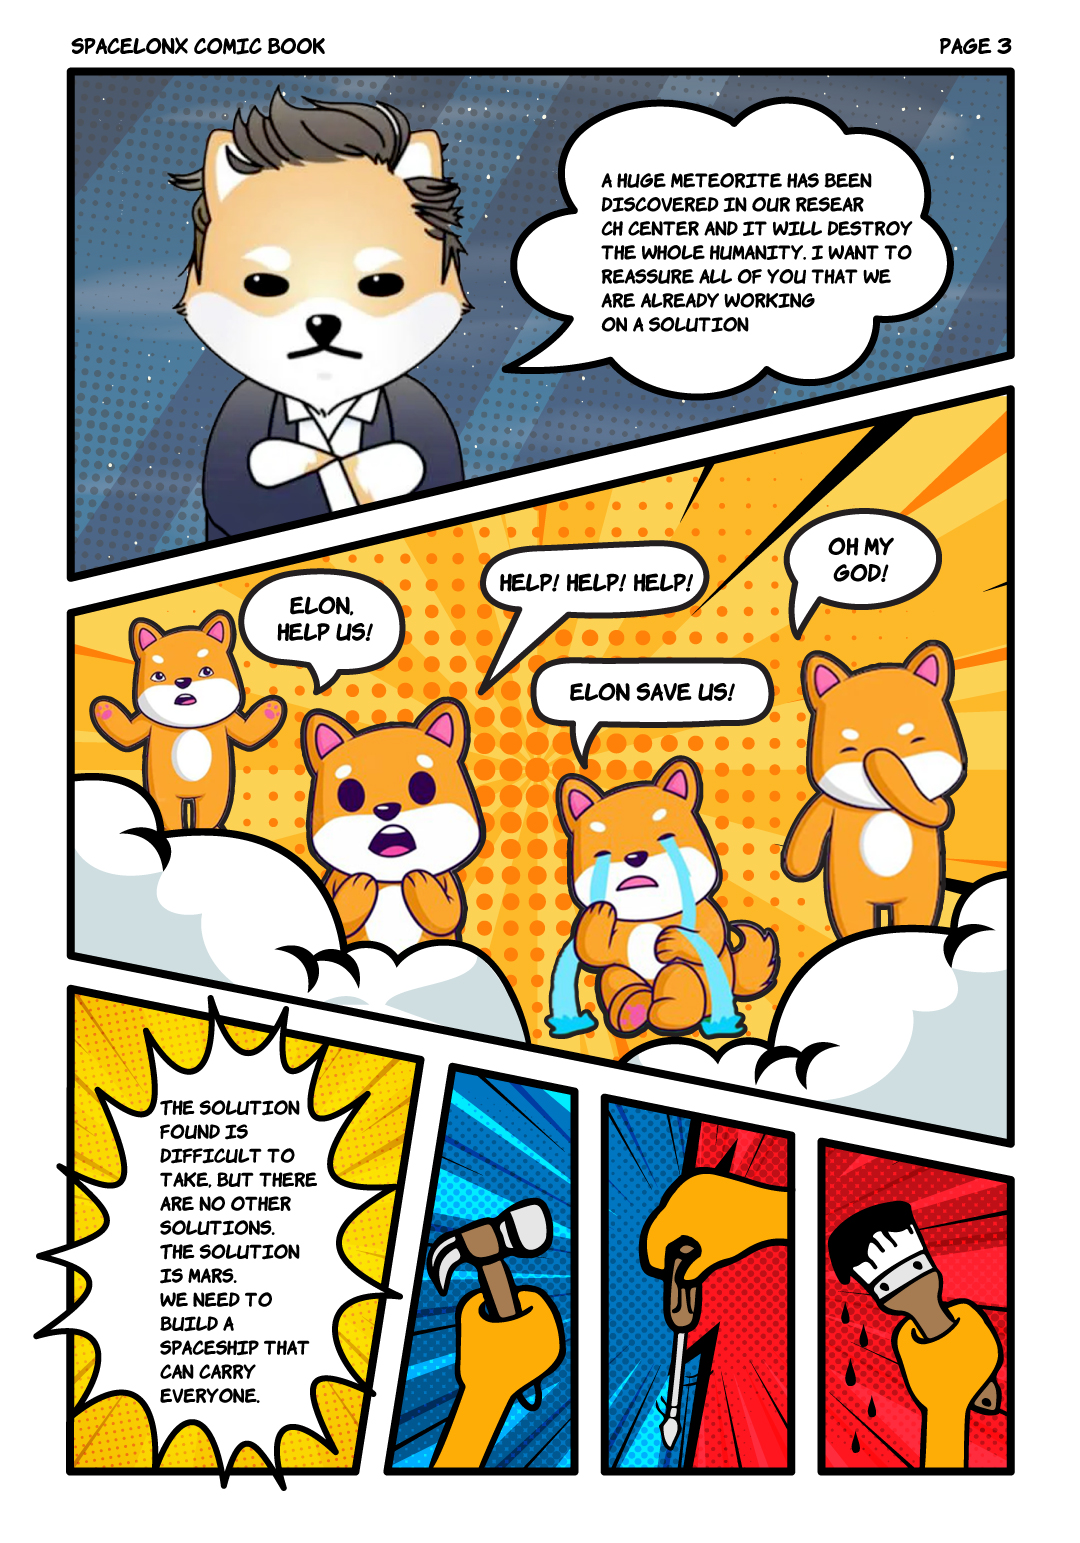 SPACELONX COMIC BOOK
PAGE 3
A HUGE METEORITE HAS BEEN
DISCOVERED IN OUR RESEAR
CH CENTER AND IT WILL DESTROY
THE WHOLE HUMANITY. I WANT TO
REASSURE ALL OF YOU THAT WE
ARE ALREADY WORKING
ON A SOLUTION
ELON,
HELP US!
HELP! HELP! HELP!
OH MY
GOD!
ELON SAVE US!
THE SOLUTION
FOUND IS
DIFFICULT TO
TAKE, BUT THERE
ARE NO OTHER
SOLUTIONS.
THE SOLUTION
IS MARS.
WE NEED TO
BUILD A
SPACESHIP THAT
CAN CARRY
EVERYONE.